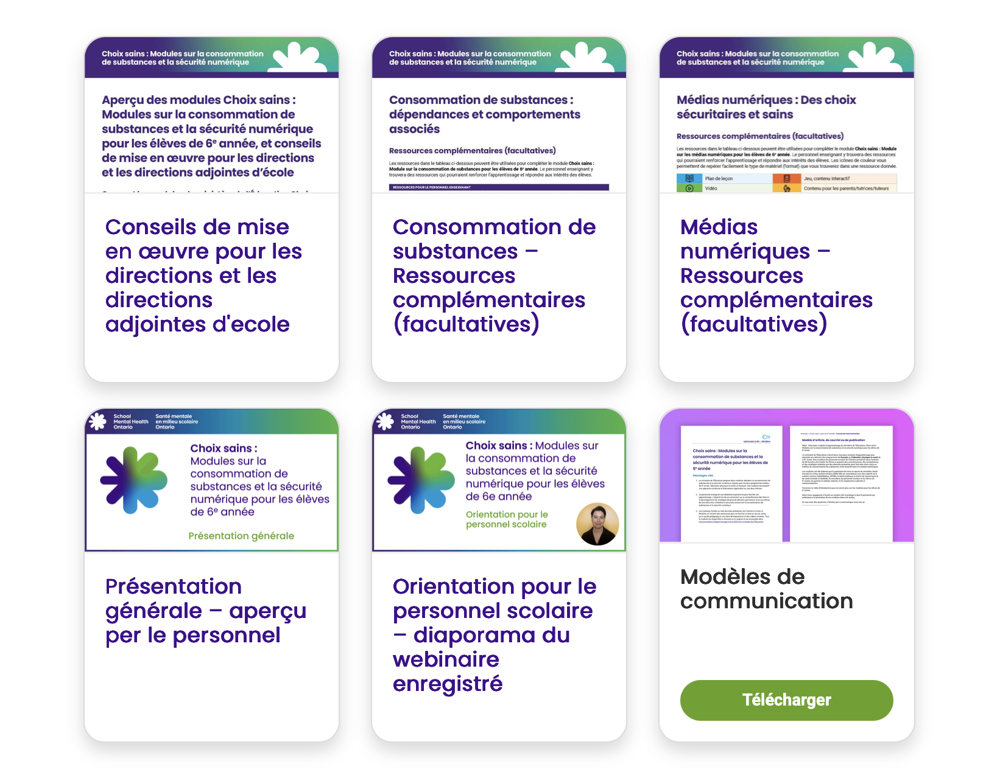 Choix sains : Modules sur la consommation
de substances et la sécurité numérique
Aperçu des modules Choix sains :
Modules sur la consommation de
substances et la sécurité numérique
pour les élèves de 6e année, et conseils
de mise en œuvre pour les directions
et les directions adjointes d'école
Conseils de mise
en œuvre pour les
directions et les
directions
adjointes d'ecole
Choix sains : Modules sur la consommation
de substances et la sécurité numérique
Consommation de substances :
dépendances et comportements
associés
Ressources complémentaires (facultatives)
Les ressources dans le tableau ci-dessous peuvent être utilisées pour compléter le module Choix sains :
Module sur la consommation de substances pour les élèves de 6e année. Le personnel enseignant y
trouvera des ressources qui pourraient renforcer l'apprentissage et répondre aux intérêts des élèves.
RESSOURCES POUR LE PERSONNEL ENSEIGNANT
Consommation de
substances –
Ressources
complémentaires
(facultatives)
Choix sains : Modules sur la consommation
de substances et la sécurité numérique
Médias numériques : Des choix
sécuritaires et sains
Ressources complémentaires (facultatives)
Les ressources dans le tableau ci-dessous peuvent être utilisées pour compléter le module Choix sains : Module
sur les médias numériques pour les élèves de 6e année. Le personnel enseignant y trouvera des ressources
qui pourraient renforcer l'apprentissage et répondre aux intérêts des élèves. Les icônes de couleur vous
permettent de repérer facilement le type de matériel (format) que vous trouverez dans une ressource donnée.
Plan de leçon
Jeu, contenu interactif
Vidéo
Contenu pour les parents/tutrices/tuteurs
Médias
numériques –
Ressources
complémentaires
(facultatives)
School
Mental Health
Ontario
Santé mentale
en milieu scolaire
Ontario
Choix sains :
Modules sur la
consommation de
substances et la sécurité
numérique pour les élèves
de 6e année
Présentation générale
Présentation
générale – aperçu
per le personnel
School
Mental Health
Ontario
Santé mentale
en milieu scolaire
Ontario
Choix sains : Modules sur
la consommation de
substances et la sécurité
numérique pour les élèves
de 6e année
Orientation pour le
personnel scolaire
Orientation pour le
personnel scolaire
– diaporama du
webinaire
enregistré
MESSAGES CLÉS – GÉNÉRAL
Choix sains : Modules sur la
consommation de substances et la
sécurité numérique pour les élèves de
6e année
Messages clés
Modèle d'article, de courriel ou de publication
Modèles de
communication
Télécharger